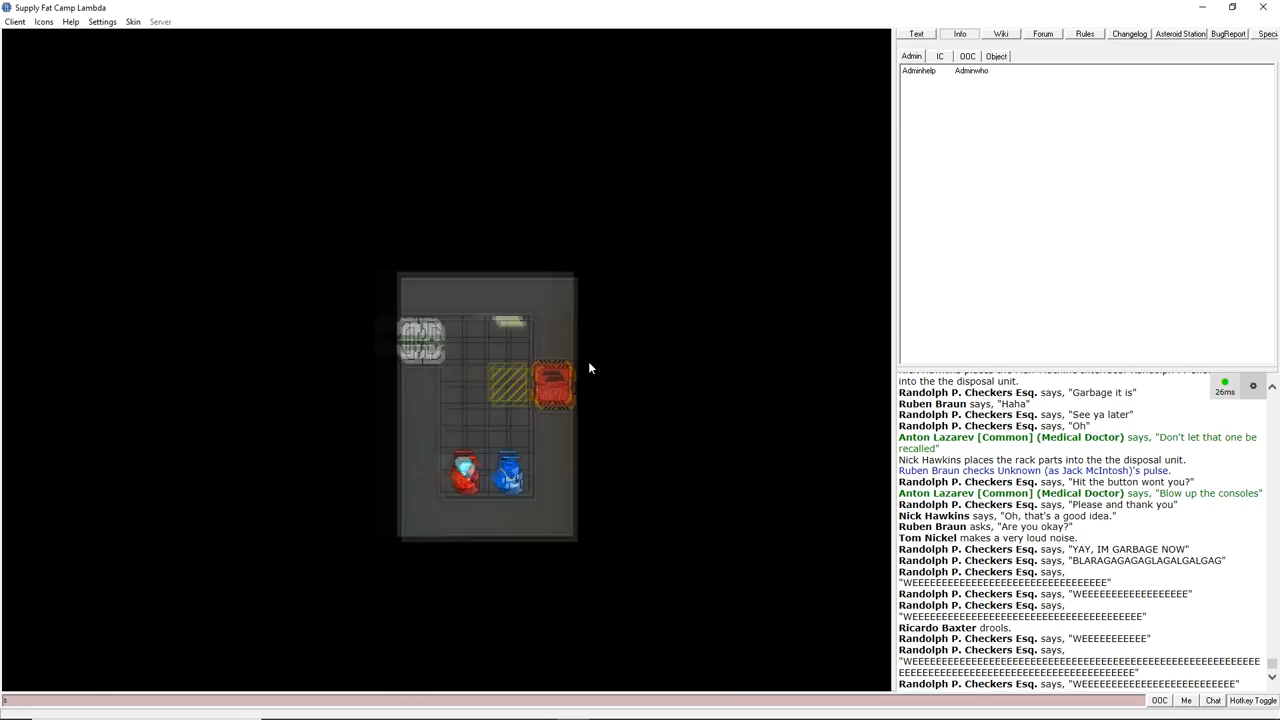 Supply Fat Camp Lambda
Client Icons Help Settings Skin Server
Text Info Wiki Forum Rules Changelog Asteroid Station BugReport Speci
Admin IC OOC Object
Adminhelp Adminwho
into the the disposal unit.
26ms
Randolph P. Checkers Esq. says, "Garbage it is"
Ruben Braun says, "Haha"
Randolph P. Checkers Esq. says, "See ya later"
Randolph P. Checkers Esq. says, "Oh"
Anton Lazarev [Common] (Medical Doctor) says, "Don't let that one be
recalled"
Nick Hawkins places the rack parts into the the disposal unit.
Ruben Braun checks Unknown (as Jack McIntosh)'s pulse.
Randolph P. Checkers Esq. says, "Hit the button wont you?"
Anton Lazarev [Common] (Medical Doctor) says, "Blow up the consoles"
Randolph P. Checkers Esq. says, "Please and thank you"
Nick Hawkins says, "Oh, that's a good idea."
Ruben Braun asks, "Are you okay?"
Tom Nickel makes a very loud noise.
Randolph P. Checkers Esq. says, "YAY, IM GARBAGE NOW"
Randolph P. Checkers Esq. says, "BLARAGAGAGAGLAGALGALGAG"
Randolph P. Checkers Esq. says,
"WEEEEEEEEEEEEEEEEEEEEEEEEEEEEEEEEEE"
Randolph P. Checkers Esq. says, "WEEEEEEEEEEEEEEEEEE"
Randolph P. Checkers Esq. says,
"WEEEEEEEEEEEEEEEEEEEEEEEEEEEEEEEEEEEEEEEE"
Ricardo Baxter drools.
Randolph P. Checkers Esq. says, "WEEEEEEEEEEE"
Randolph P. Checkers Esq. says,
"WEEEEEEEEEEEEEEEEEEEEEEEEEEEEEEEEEEEEEEEEEEEEEEEEEEEEEEEEEEEEEE
EEEEEEEEEEEEEEEEEEEEEEEEEEEEEEEEEEEEEEEEE"
Randolph P. Checkers Esq. says, "WEEEEEEEEEEEEEEEEEEEEEEEEEE"
OOC Me Chat Hotkey Toggle